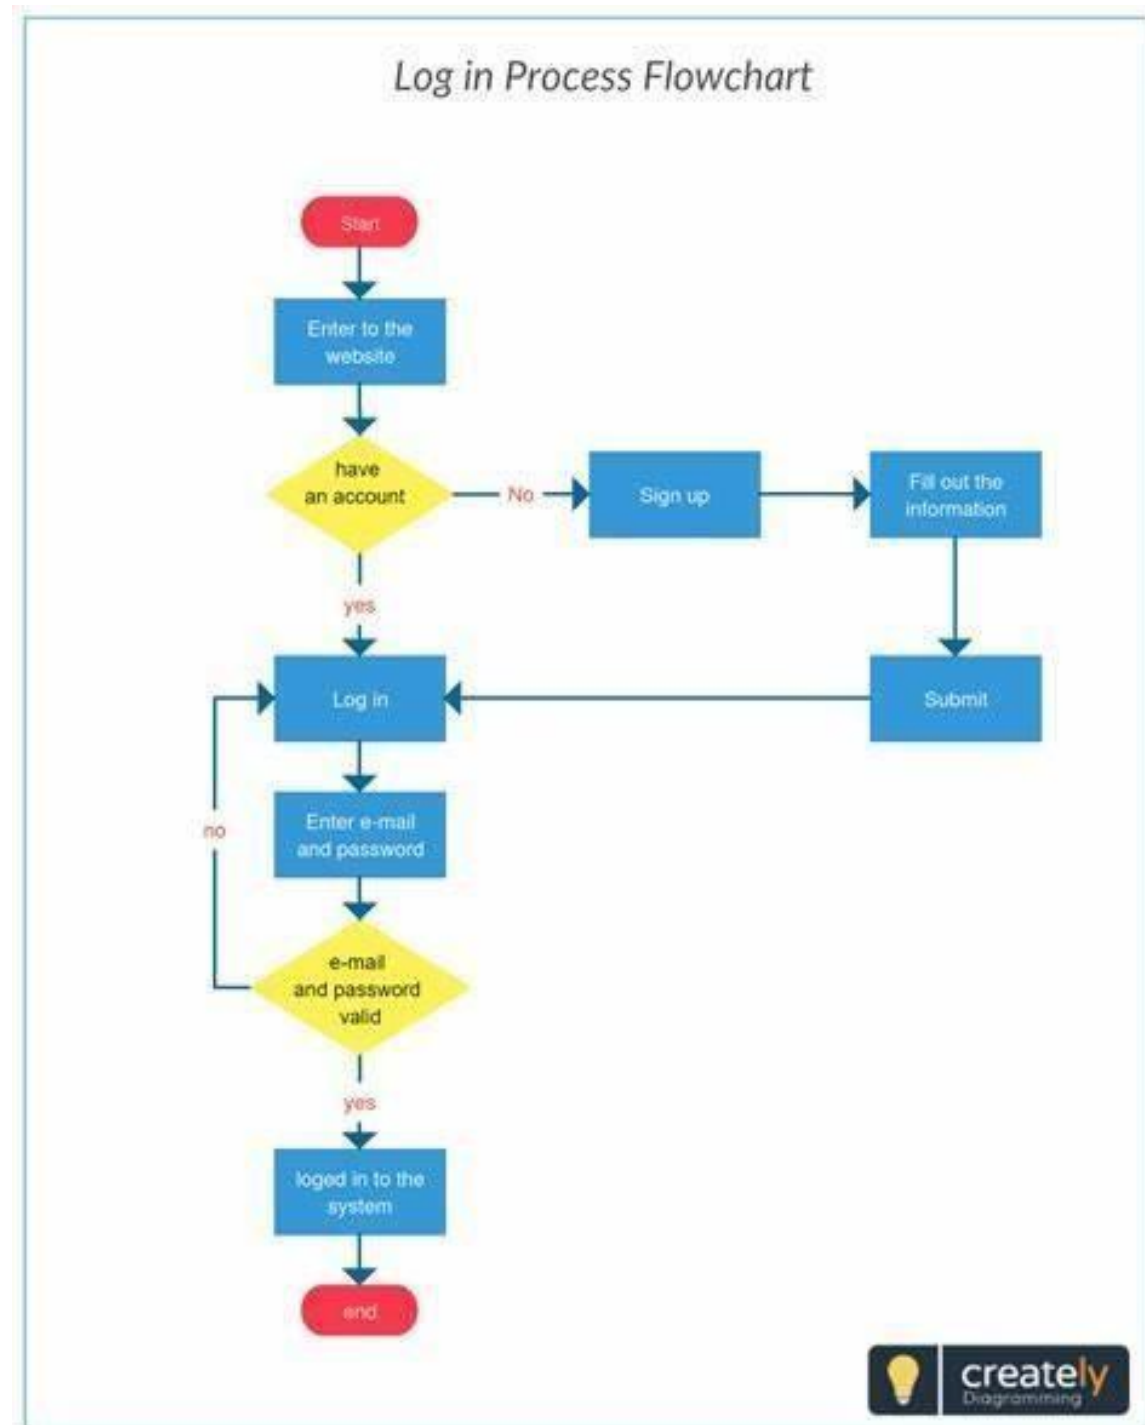 Log in Process Flowchart
Start
Enter to the
website
have
an account
No
Sign up
Fill out the
information
yes
Log in
Submit
no
Enter e-mail
and password
e-mail
and password
valid
yes
loged in to the
system
end
creately
Diagramming